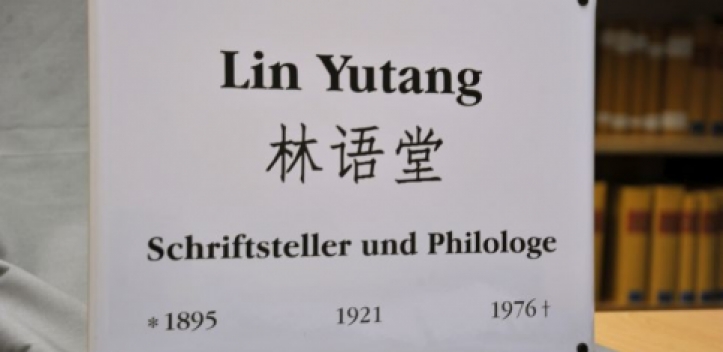 Lin Yutang
林语堂
Schriftsteller und Philologe
* 1895 1921 1976 †